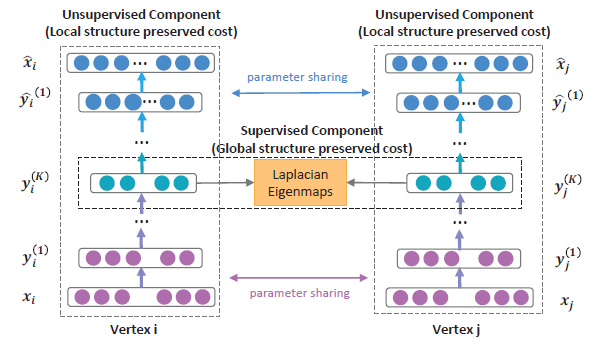 Unsupervised Component
(Local structure preserved cost)
Unsupervised Component
(Local structure preserved cost)
x̂ᵢ
...
...
x̂ⱼ
parameter sharing
ŷᵢ⁽¹⁾
...
...
ŷⱼ⁽¹⁾
Supervised Component
(Global structure preserved cost)
...
...
yᵢ⁽ᴷ⁾
Laplacian
Eigenmaps
yⱼ⁽ᴷ⁾
...
...
yᵢ⁽¹⁾
yⱼ⁽¹⁾
xᵢ
parameter sharing
xⱼ
Vertex i
Vertex j